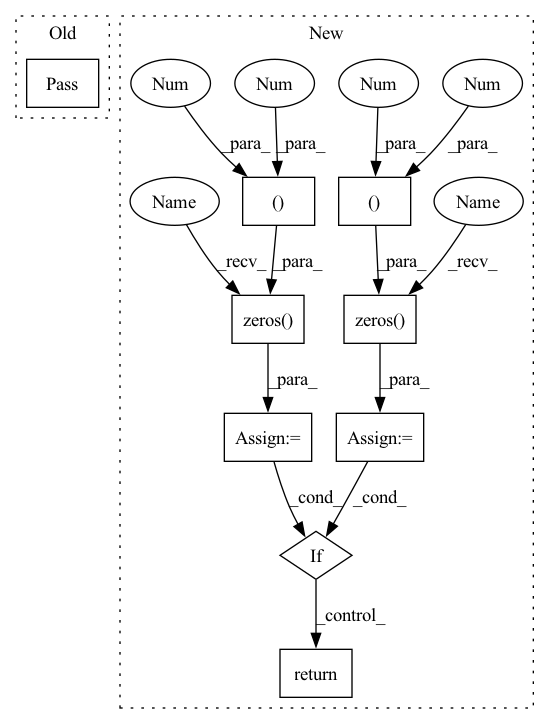 Old
New
Pass
Num
Num
Num
Num
_para_
_para_
_para_
_para_
Name
()
()
Name
_recv_
_para_
_para_
_recv_
zeros()
zeros()
_para_
_para_
Assign:=
Assign:=
_cond_
_cond_
If
_control_
return